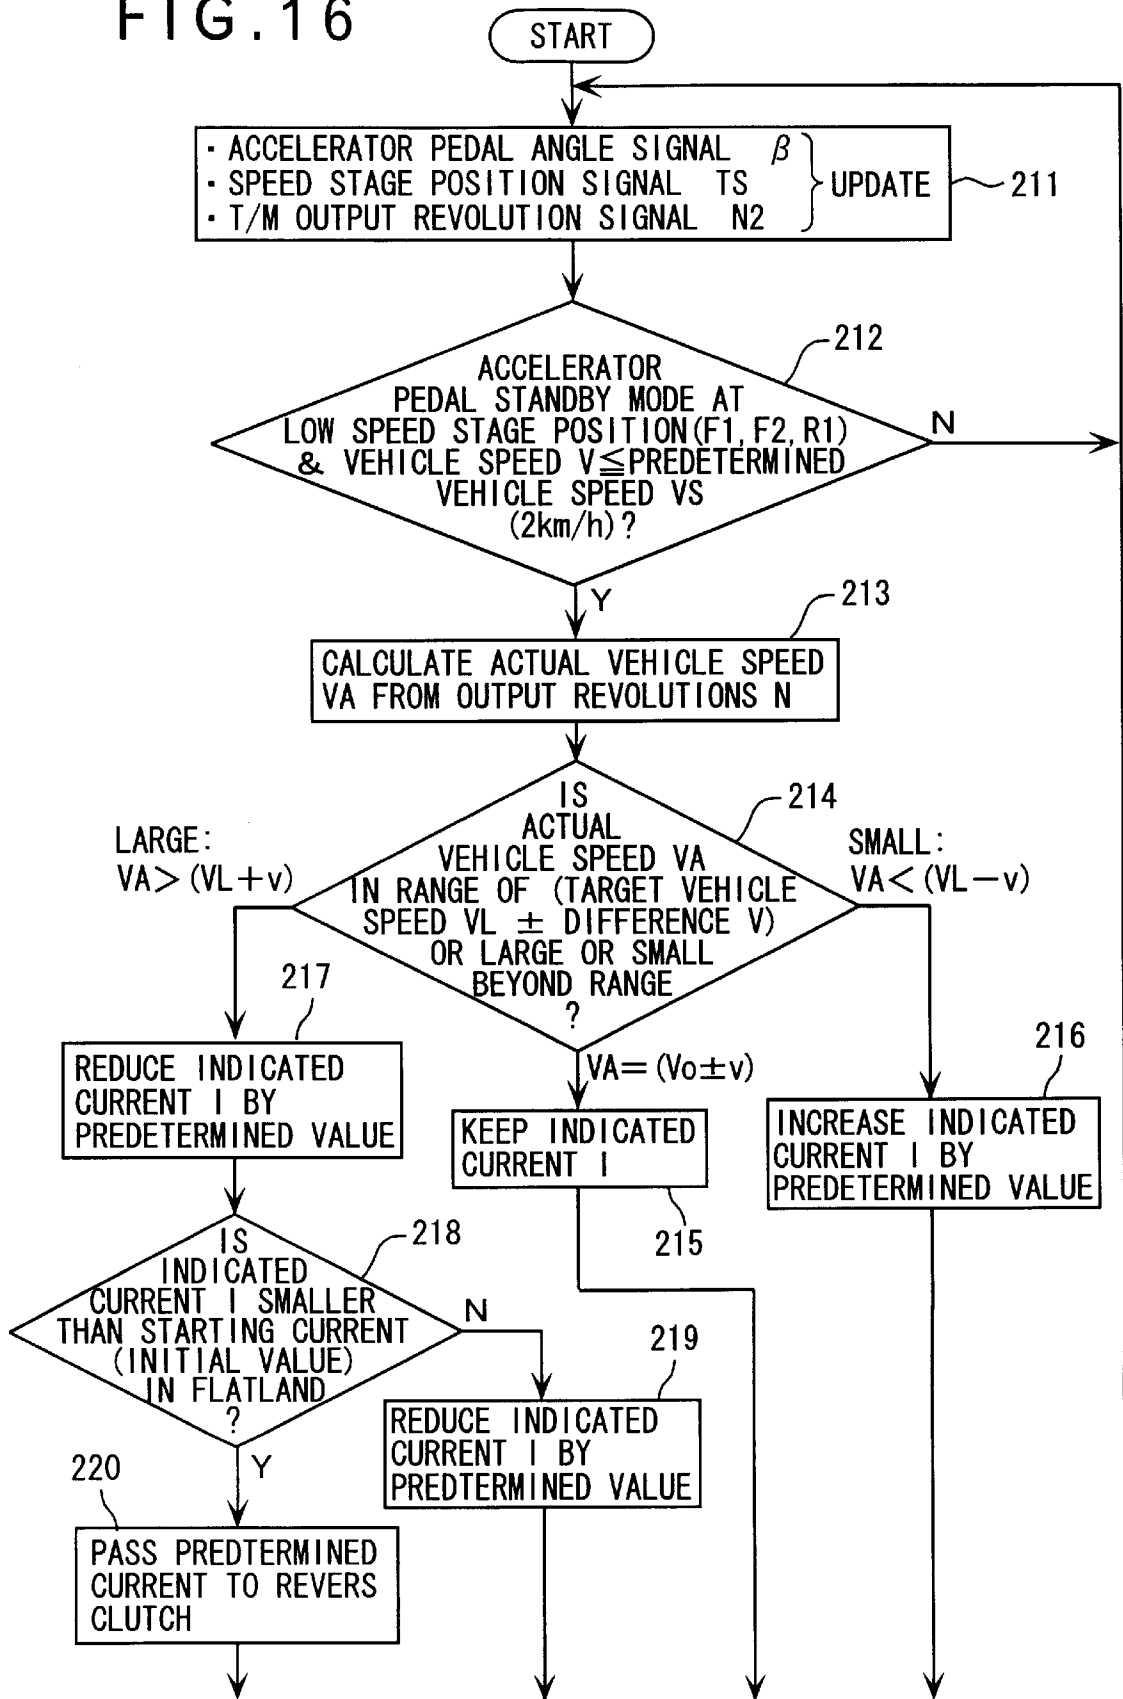 FIG.16
START
· ACCELERATOR PEDAL ANGLE SIGNAL β
· SPEED STAGE POSITION SIGNAL TS
· T/M OUTPUT REVOLUTION SIGNAL N2
UPDATE
211
212
ACCELERATOR
PEDAL STANDBY MODE AT
LOW SPEED STAGE POSITION(F1,F2,R1)
& VEHICLE SPEED V≦PREDETERMINED
VEHICLE SPEED VS
(2km/h)?
N
Y
213
CALCULATE ACTUAL VEHICLE SPEED
VA FROM OUTPUT REVOLUTIONS N
214
IS
ACTUAL
VEHICLE SPEED VA
IN RANGE OF (TARGET VEHICLE
SPEED VL ± DIFFERENCE V)
OR LARGE OR SMALL
BEYOND RANGE
?
LARGE:
VA>(VL+v)
SMALL:
VA<(VL-v)
217
REDUCE INDICATED
CURRENT I BY
PREDETERMINED VALUE
VA=(Vo±v)
KEEP INDICATED
CURRENT I
215
216
INCREASE INDICATED
CURRENT I BY
PREDETERMINED VALUE
218
IS
INDICATED
CURRENT I SMALLER
THAN STARTING CURRENT
(INITIAL VALUE)
IN FLATLAND
?
N
Y
219
REDUCE INDICATED
CURRENT I BY
PREDTERMINED VALUE
220
PASS PREDTERMINED
CURRENT TO REVERS
CLUTCH